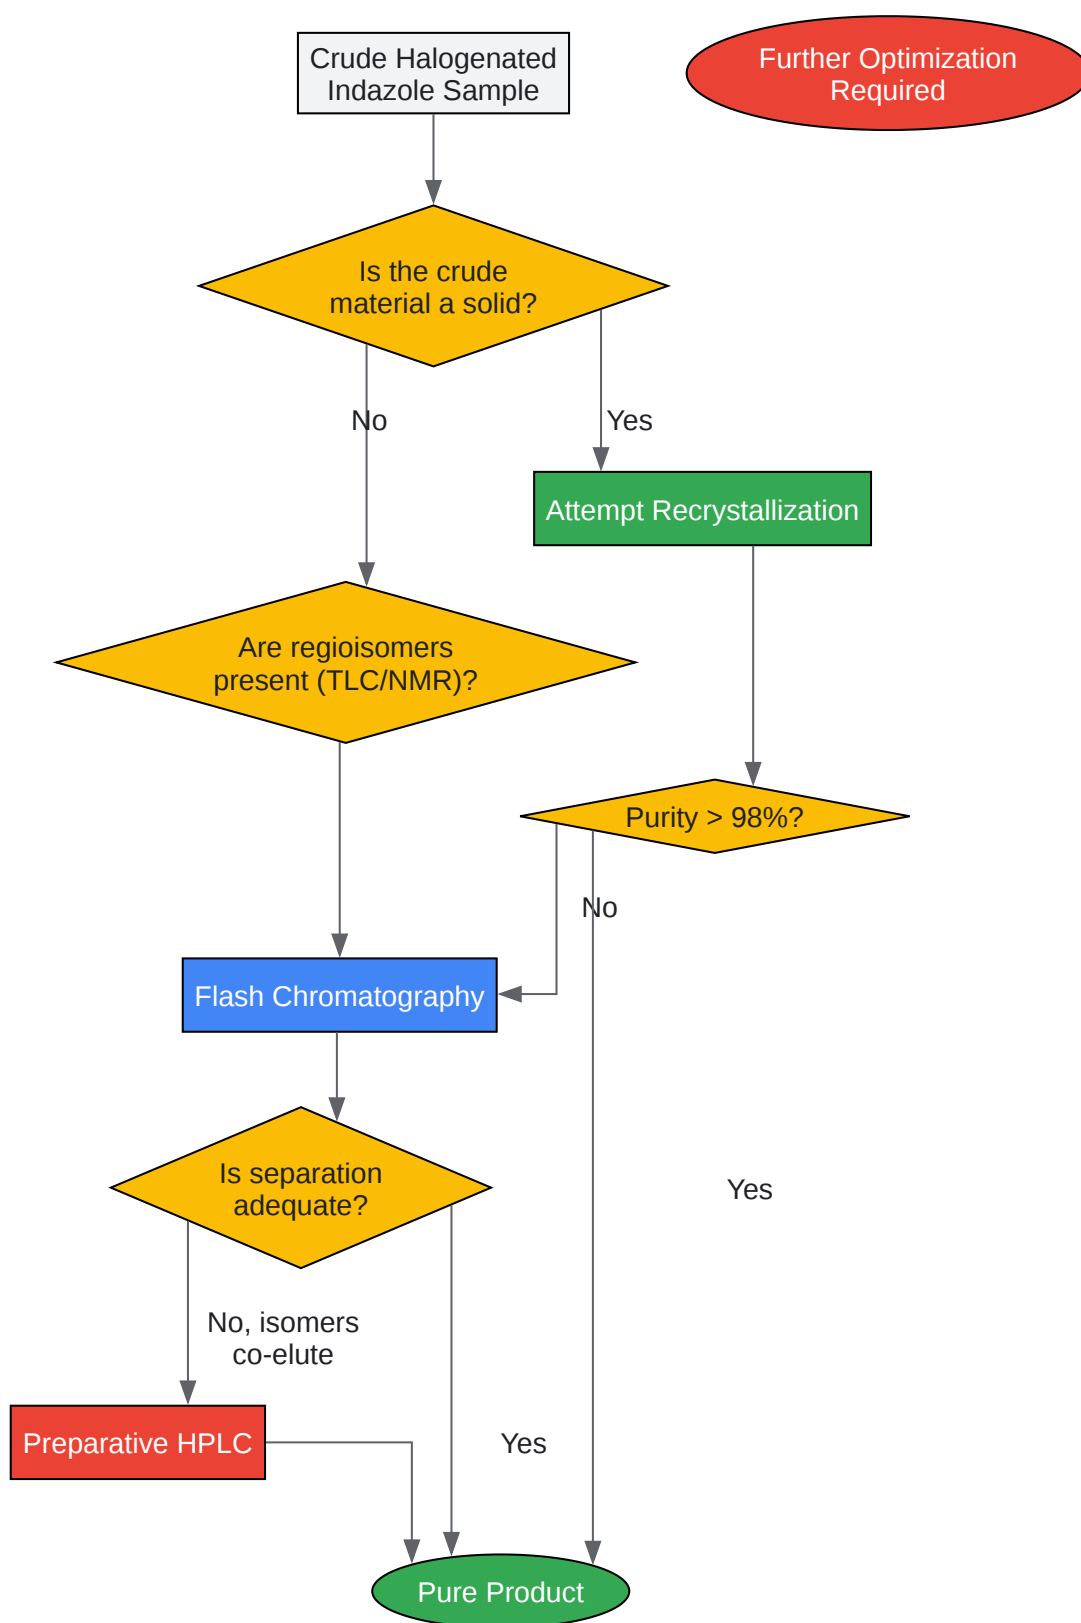 Crude Halogenated
Indazole Sample
Further Optimization
Required
Is the crude
material a solid?
No
Yes
Attempt Recrystallization
Are regioisomers
present (TLC/NMR)?
Purity > 98%?
No
Flash Chromatography
Is separation
adequate?
Yes
No, isomers
co-elute
Preparative HPLC
Yes
Pure Product